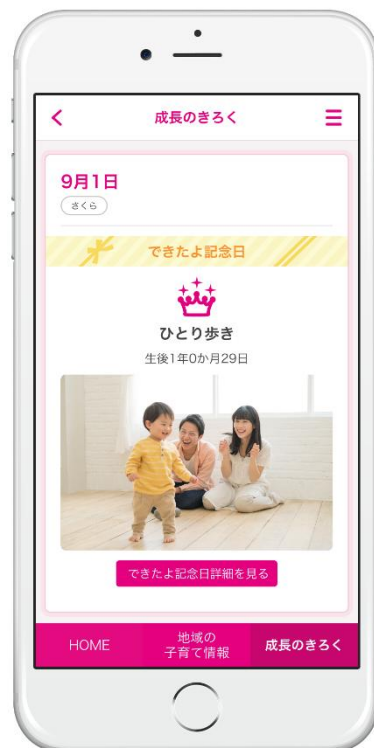 成長のきろく
9月1日
さくら
できたよ記念日
ひとり歩き
生後1年0か月29日
できたよ記念日詳細を見る
HOME
地域の
子育て情報
成長のきろく